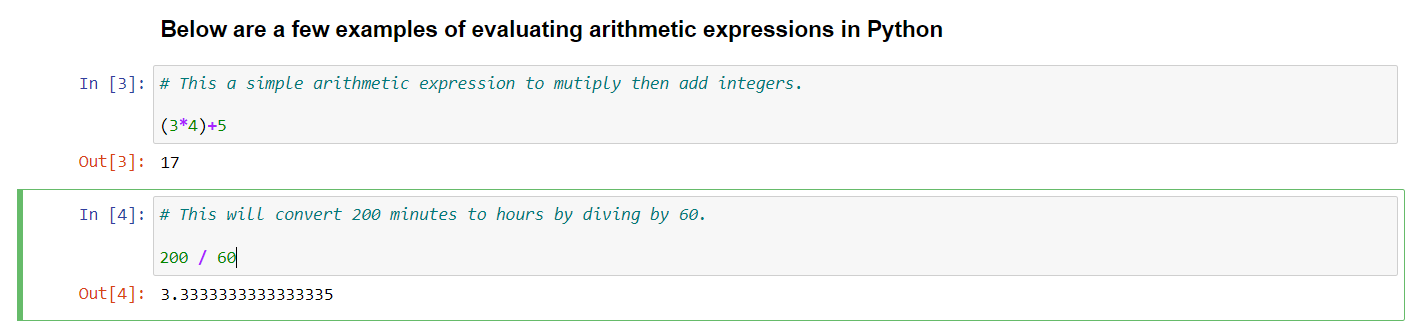 Below are a few examples of evaluating arithmetic expressions in Python
In [3]: # This a simple arithmetic expression to mutiply then add integers.
(3*4)+5
Out[3]: 17
In [4]: # This will convert 200 minutes to hours by diving by 60.
200 / 60
Out[4]: 3.3333333333333335